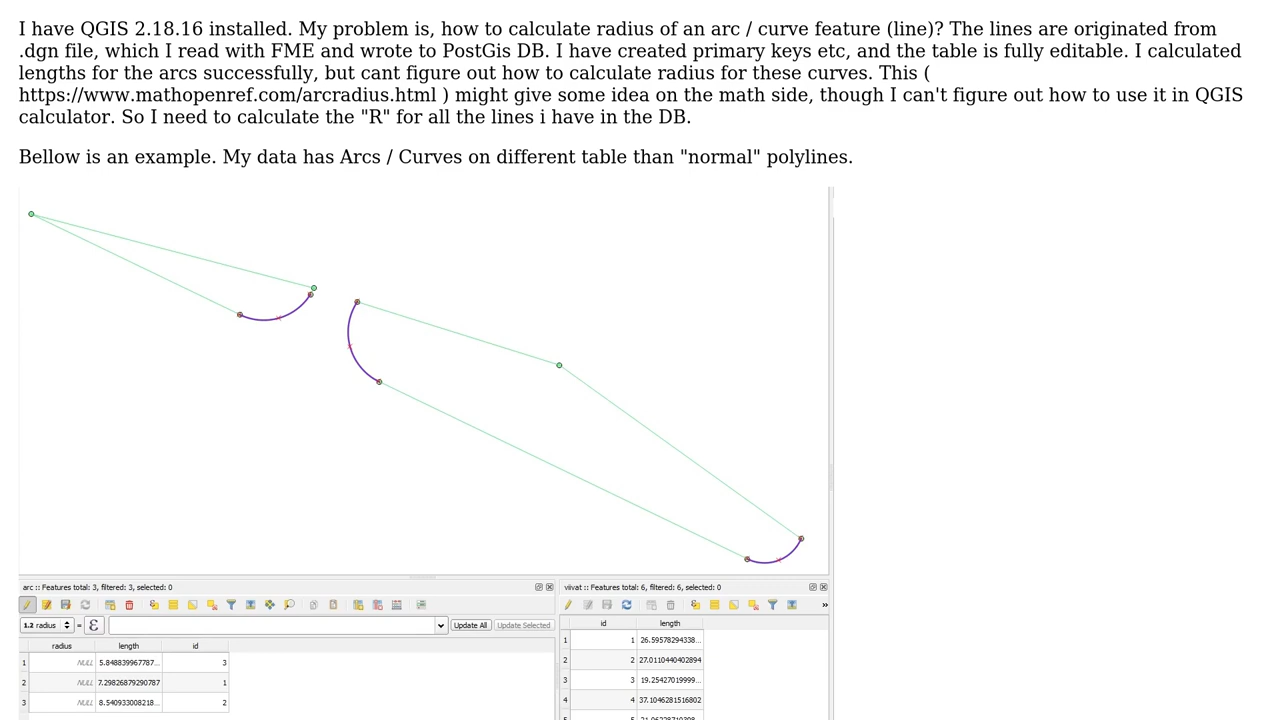 I have QGIS 2.18.16 installed. My problem is, how to calculate radius of an arc / curve feature (line)? The lines are originated from
.dgn file, which I read with FME and wrote to PostGis DB. I have created primary keys etc, and the table is fully editable. I calculated
lengths for the arcs successfully, but cant figure out how to calculate radius for these curves. This (
https://www.mathopenref.com/arcradius.html ) might give some idea on the math side, though I can't figure out how to use it in QGIS
calculator. So I need to calculate the "R" for all the lines i have in the DB.
Bellow is an example. My data has Arcs / Curves on different table than "normal" polylines.
arc :: Features total: 3, filtered: 3, selected: 0
1.2 radius = ε Update All Update Selected
radius length id
1 NULL 5.848839967787... 3
2 NULL 7.29826879290787 1
3 NULL 8.540933008218... 2
viivat :: Features total: 6, filtered: 6, selected: 0
»
id length
1 1 26.59578294338...
2 2 27.0110440402894
3 3 19.25427019999...
4 4 37.1046281516802